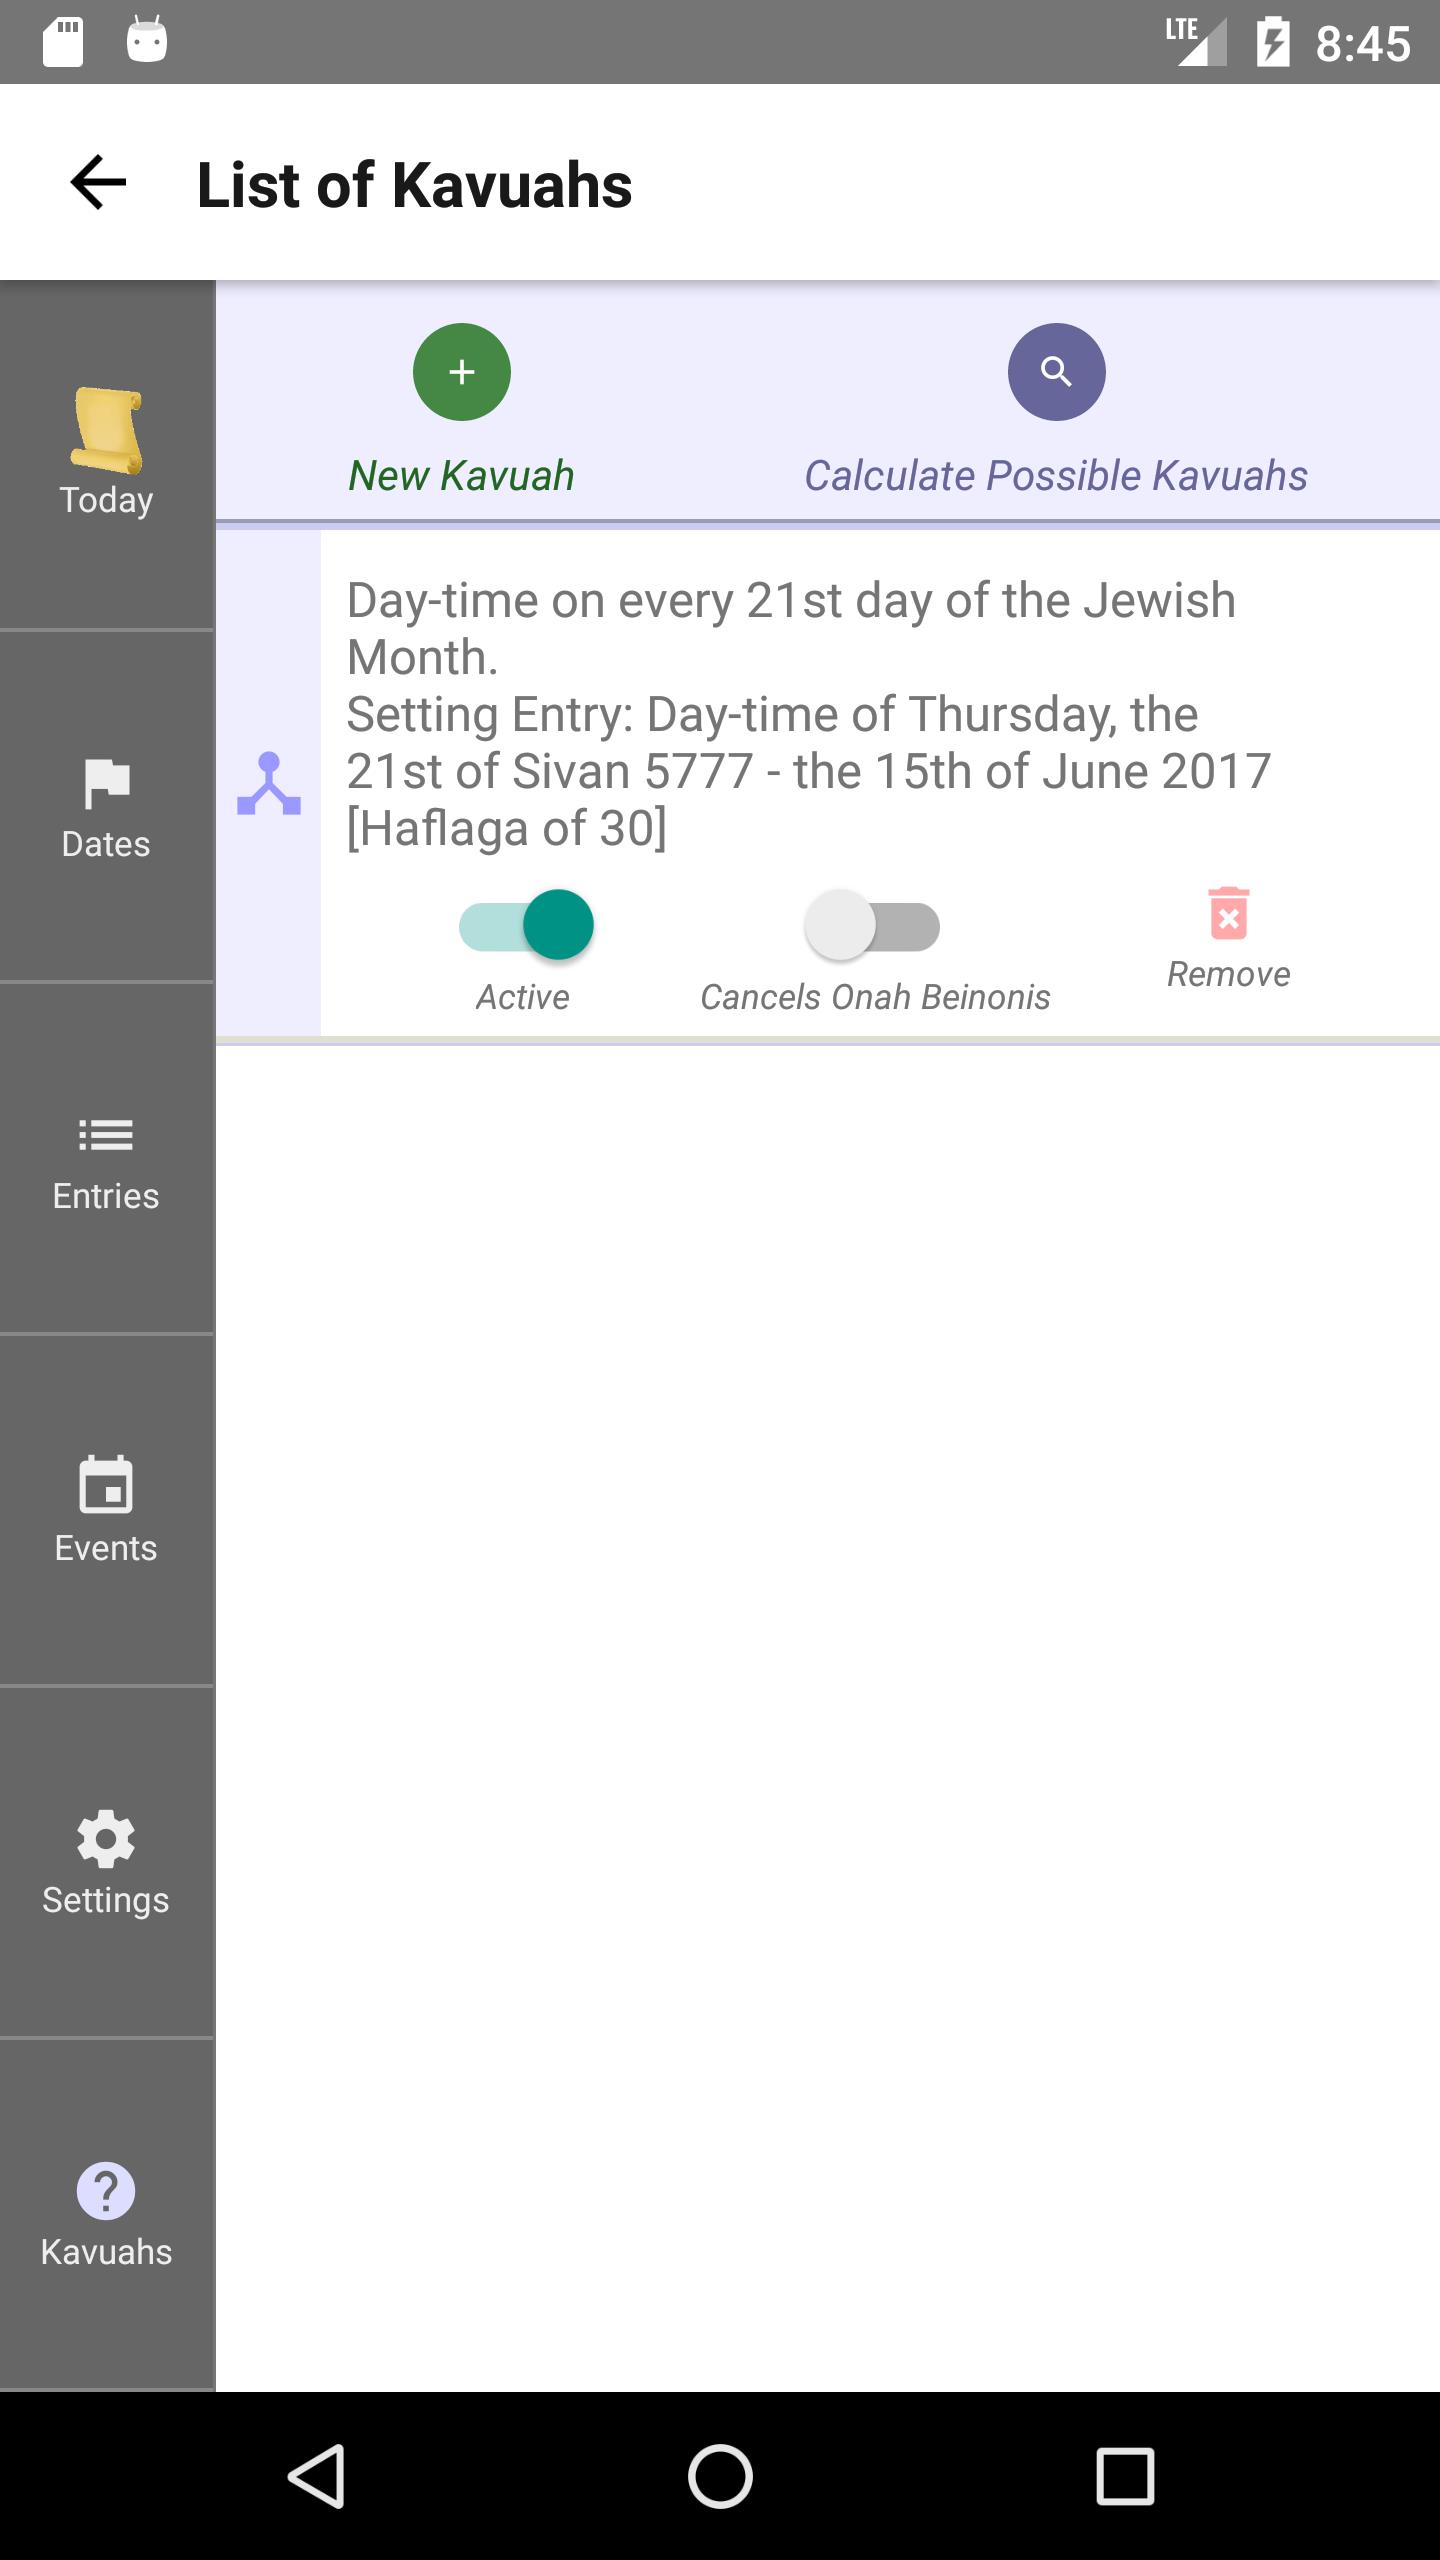 LTE 8:45
List of Kavuahs
Today
Dates
Entries
Events
Settings
Kavuahs
New Kavuah
Calculate Possible Kavuahs
Day-time on every 21st day of the Jewish
Month.
Setting Entry: Day-time of Thursday, the
21st of Sivan 5777 - the 15th of June 2017
[Haflaga of 30]
Active
Cancels Onah Beinonis
Remove